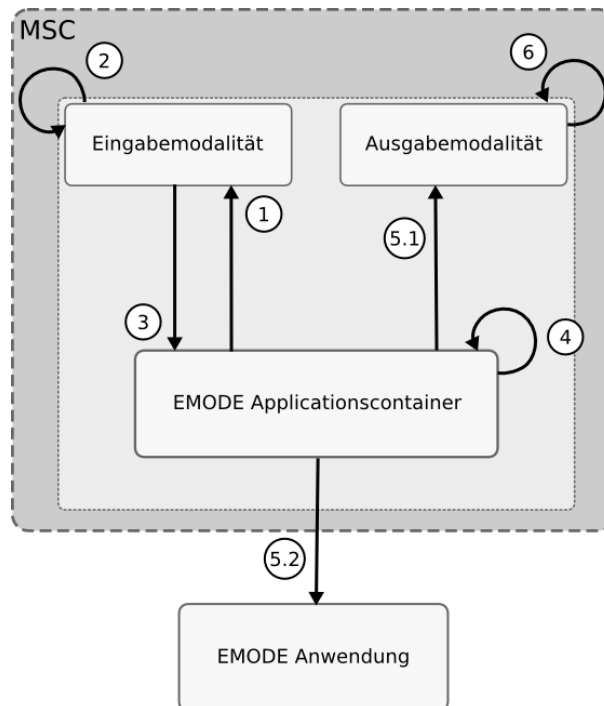 MSC
2
6
Eingabemodalität
Ausgabemodalität
1
5.1
3
4
EMODE Applicationscontainer
5.2
EMODE Anwendung